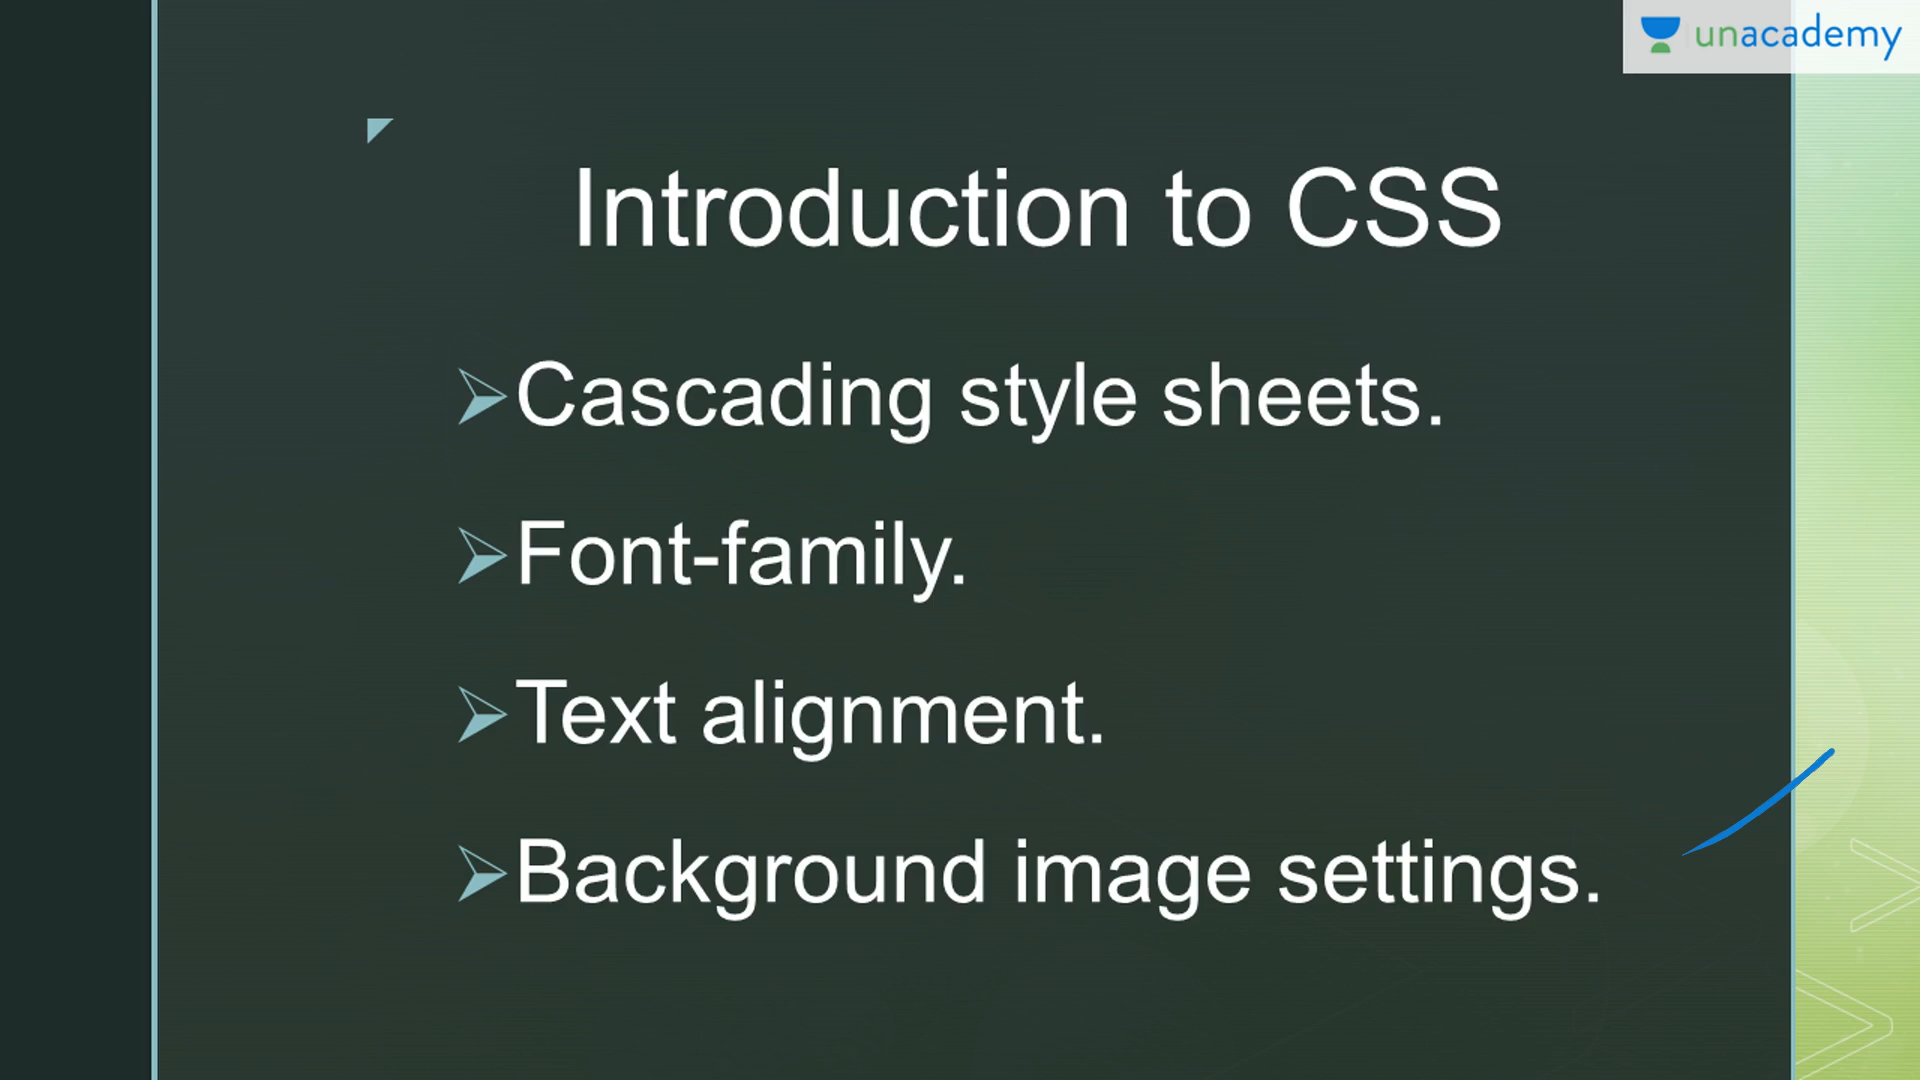 unacademy
Introduction to CSS
Cascading style sheets.
Font-family.
Text alignment.
Background image settings.